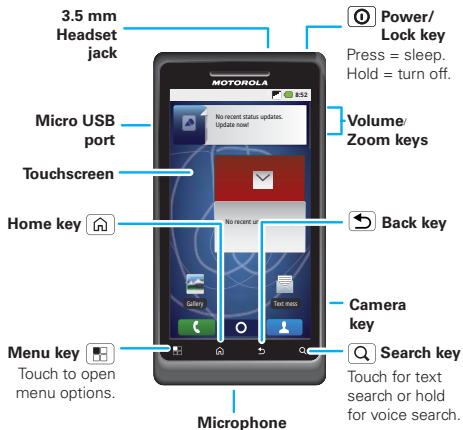 3.5 mm
Headset
jack
Power/
Lock key
Press = sleep.
Hold = turn off.
MOTOROLA
8:52
No recent status updates.
Update now!
Micro USB
port
Volume/
Zoom keys
Touchscreen
Home key
No recent
Back key
Gallery
Text mess
Camera
key
Menu key
Touch to open
menu options.
Search key
Touch for text
search or hold
for voice search.
Microphone